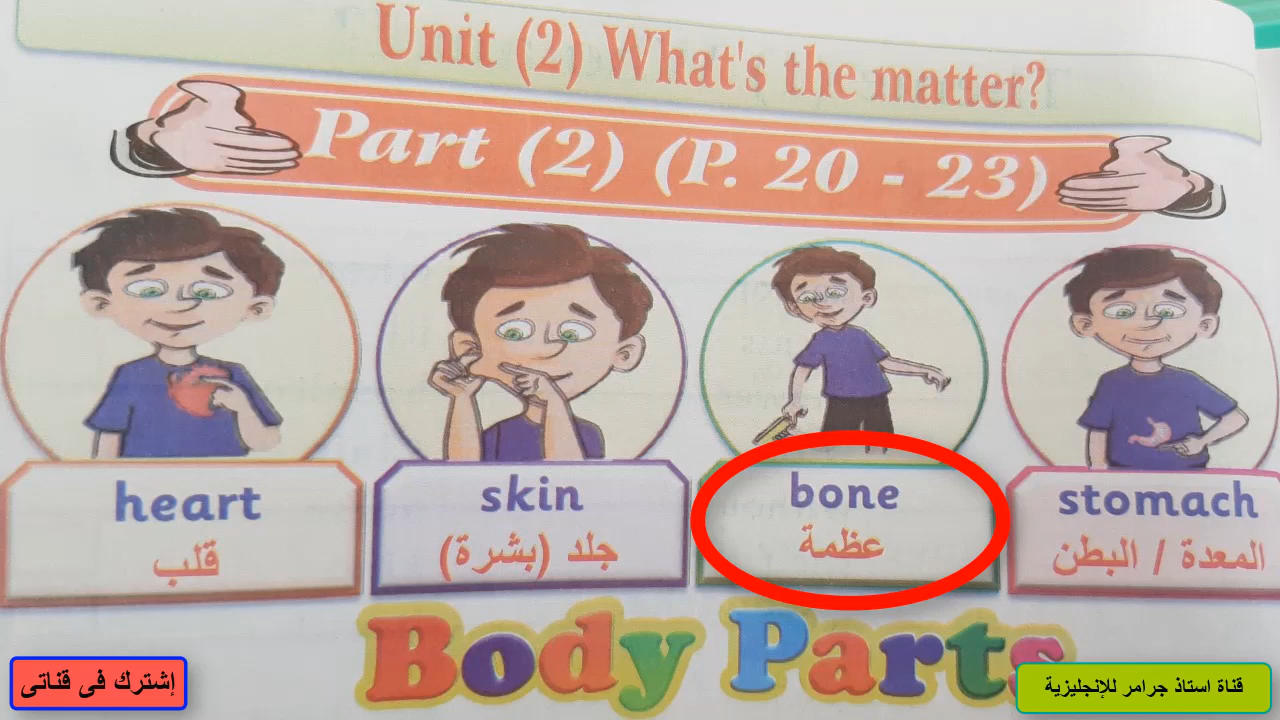 Unit (2) What's the matter?
Part (2) (P. 20 - 23)
heart
قلب
skin
جلد (بشرة)
bone
عظمة
stomach
المعدة / البطن
Body Parts
إشترك فى قناتى
قناة استاذ جرامر للإنجليزية